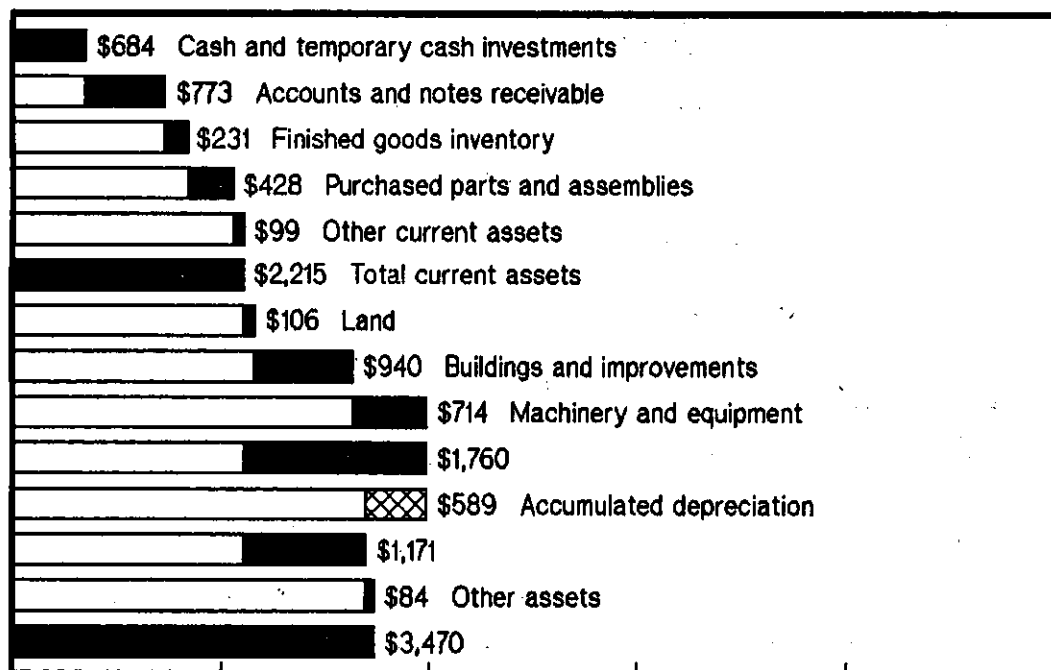 $684 Cash and temporary cash investments
$773 Accounts and notes receivable
$231 Finished goods inventory
$428 Purchased parts and assemblies
$99 Other current assets
$2,215 Total current assets
$106 Land
$940 Buildings and improvements
$714 Machinery and equipment
$1,760
$589 Accumulated depreciation
$1,171
$84 Other assets
$3,470